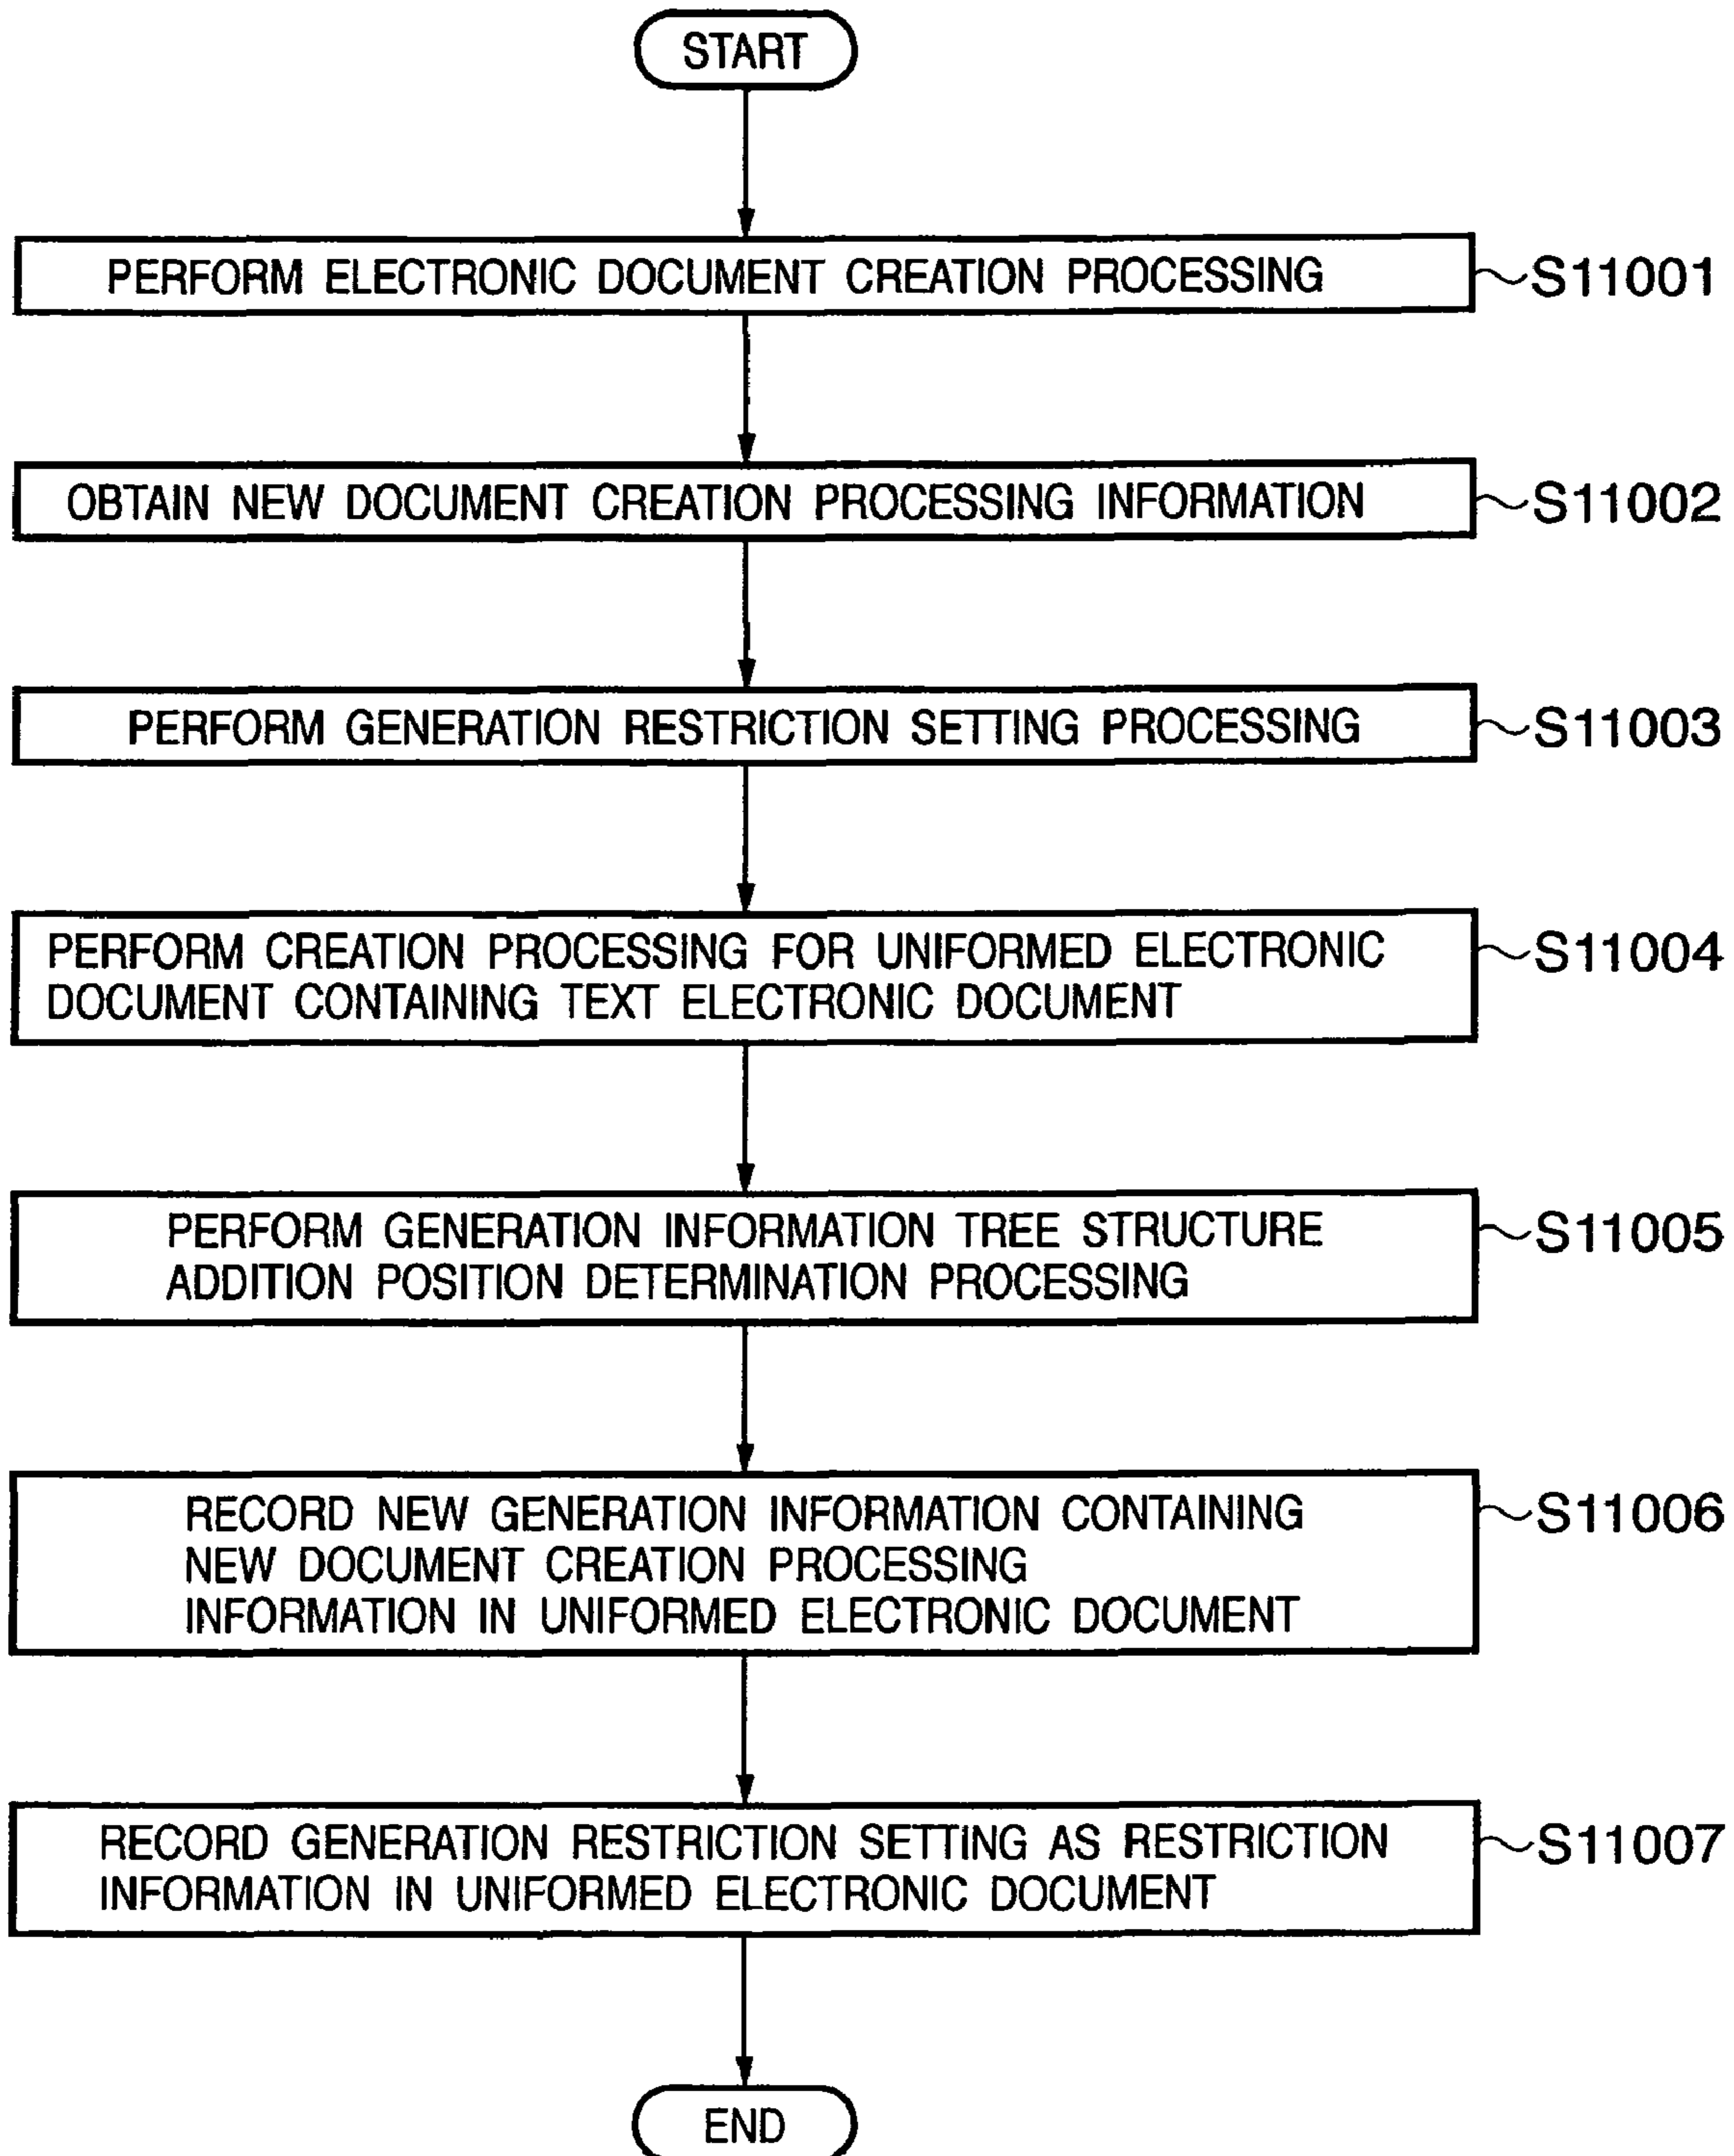 START
PERFORM ELECTRONIC DOCUMENT CREATION PROCESSING
S11001
OBTAIN NEW DOCUMENT CREATION PROCESSING INFORMATION
S11002
PERFORM GENERATION RESTRICTION SETTING PROCESSING
S11003
PERFORM CREATION PROCESSING FOR UNIFORMED ELECTRONIC
DOCUMENT CONTAINING TEXT ELECTRONIC DOCUMENT
S11004
PERFORM GENERATION INFORMATION TREE STRUCTURE
ADDITION POSITION DETERMINATION PROCESSING
S11005
RECORD NEW GENERATION INFORMATION CONTAINING
NEW DOCUMENT CREATION PROCESSING
INFORMATION IN UNIFORMED ELECTRONIC DOCUMENT
S11006
RECORD GENERATION RESTRICTION SETTING AS RESTRICTION
INFORMATION IN UNIFORMED ELECTRONIC DOCUMENT
S11007
END